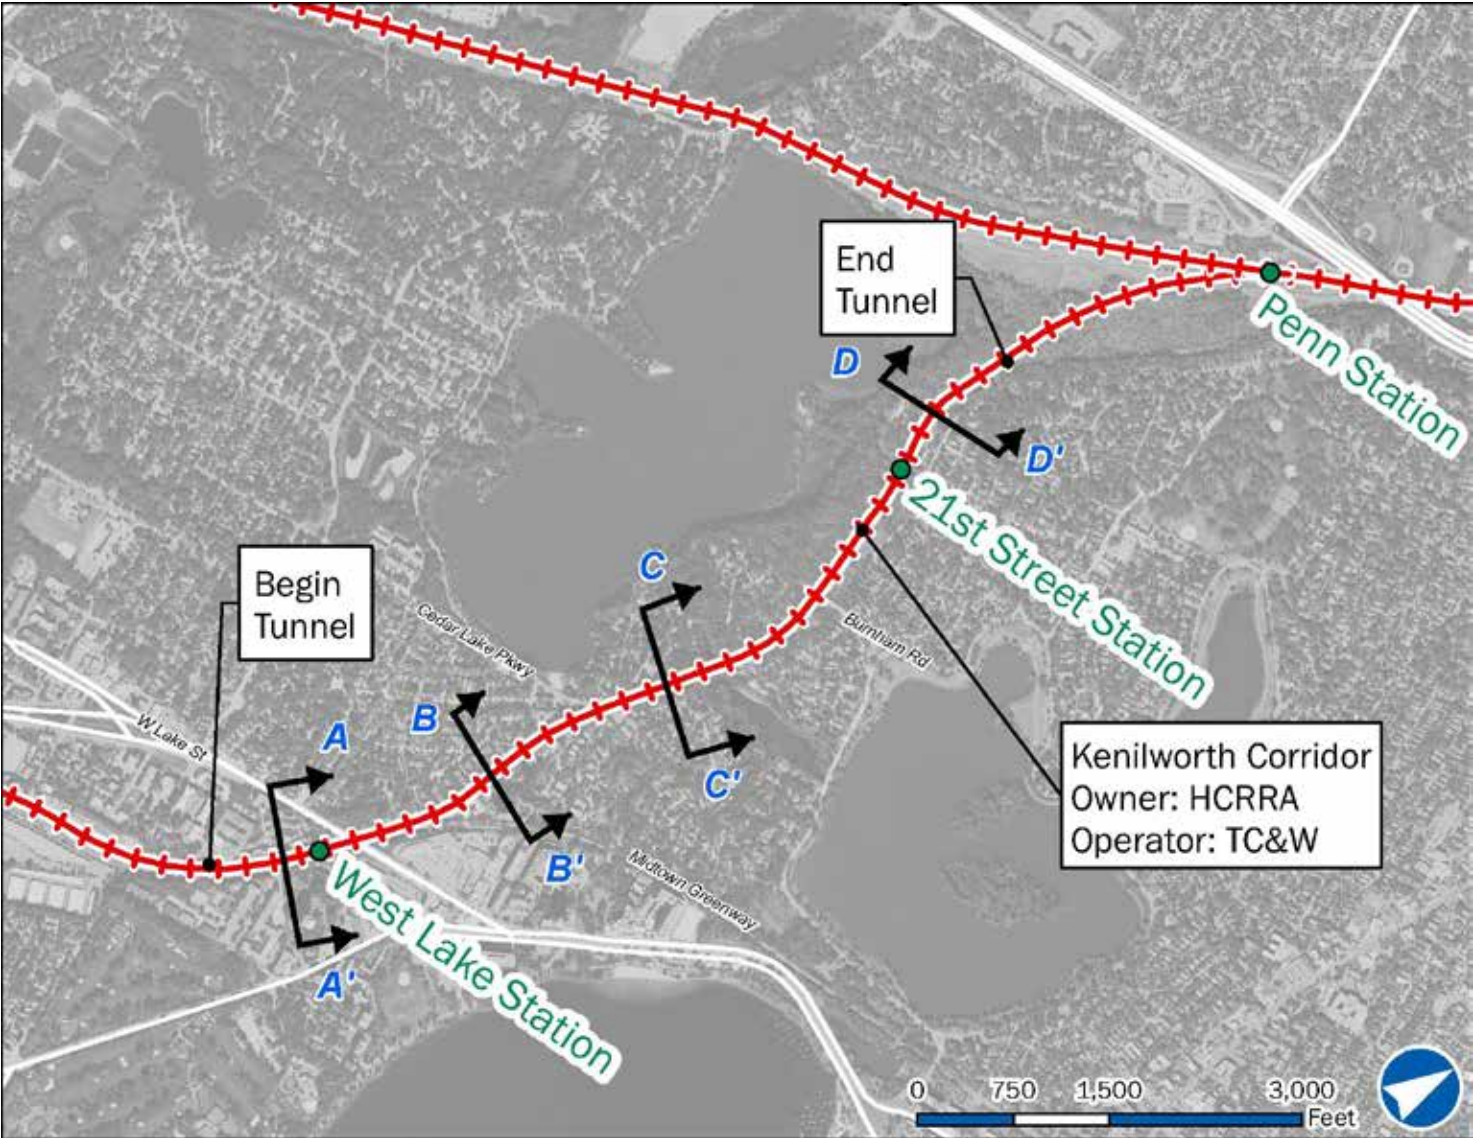 End
Tunnel
Penn Station
D
D'
21st Street Station
C
Begin
Tunnel
Cedar Lake Pkwy
Burnham Rd
B
A
W Lake St
C'
Kenilworth Corridor
Owner: HCRRA
Operator: TC&W
B'
Midtown Greenway
West Lake Station
A'
0 750 1,500 3,000
Feet